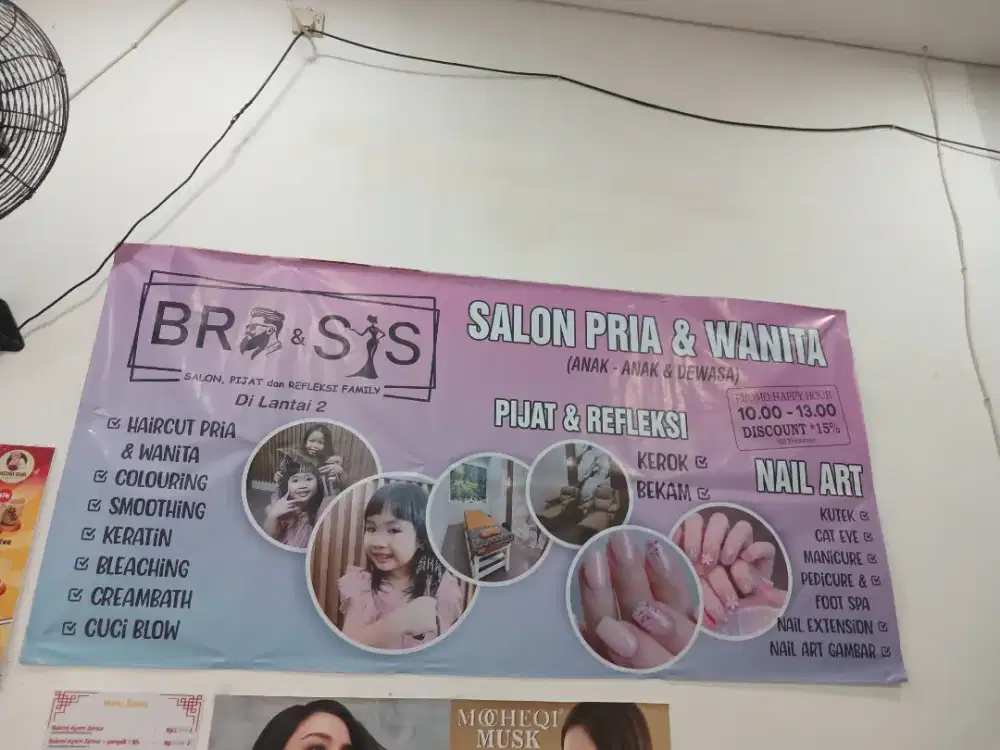 BRO & SIS
SALON, PIJAT dan REFLEKSI FAMILY
Di Lantai 2
HAIRCUT PRIA
& WANITA
COLOURING
SMOOTHING
KERATIN
BLEACHING
CREAMBATH
CUCI BLOW
SALON PRIA & WANITA
(ANAK - ANAK & DEWASA)
PROMO HAPPY HOUR
10.00 - 13.00
DISCOUNT *15%
PIJAT & REFLEKSI
KEROK
BEKAM
NAIL ART
KUTEK
CAT EYE
MANICURE
PEDICURE &
FOOT SPA
NAIL EXTENSION
NAIL ART GAMBAR
MOCHEQI
MUSK